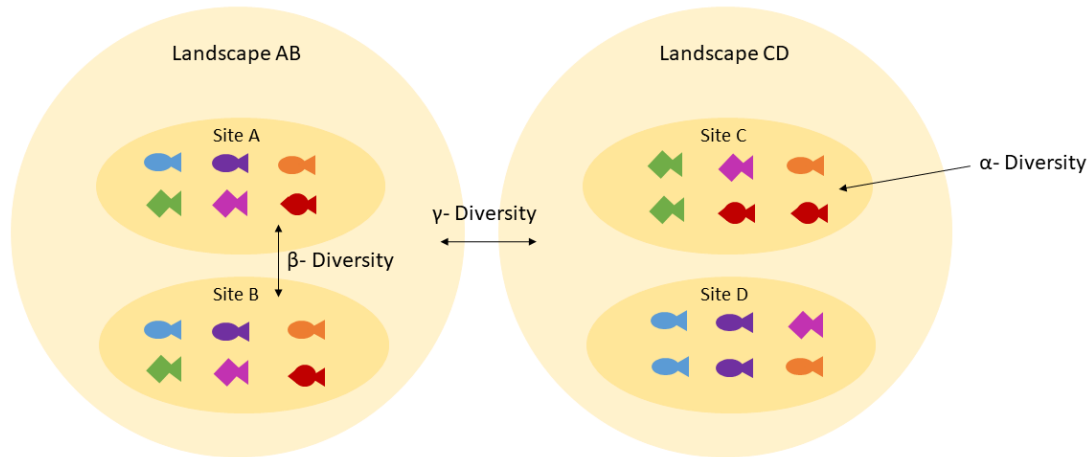 Landscape AB
Landscape CD
Site A
Site C
α- Diversity
γ- Diversity
β- Diversity
Site B
Site D